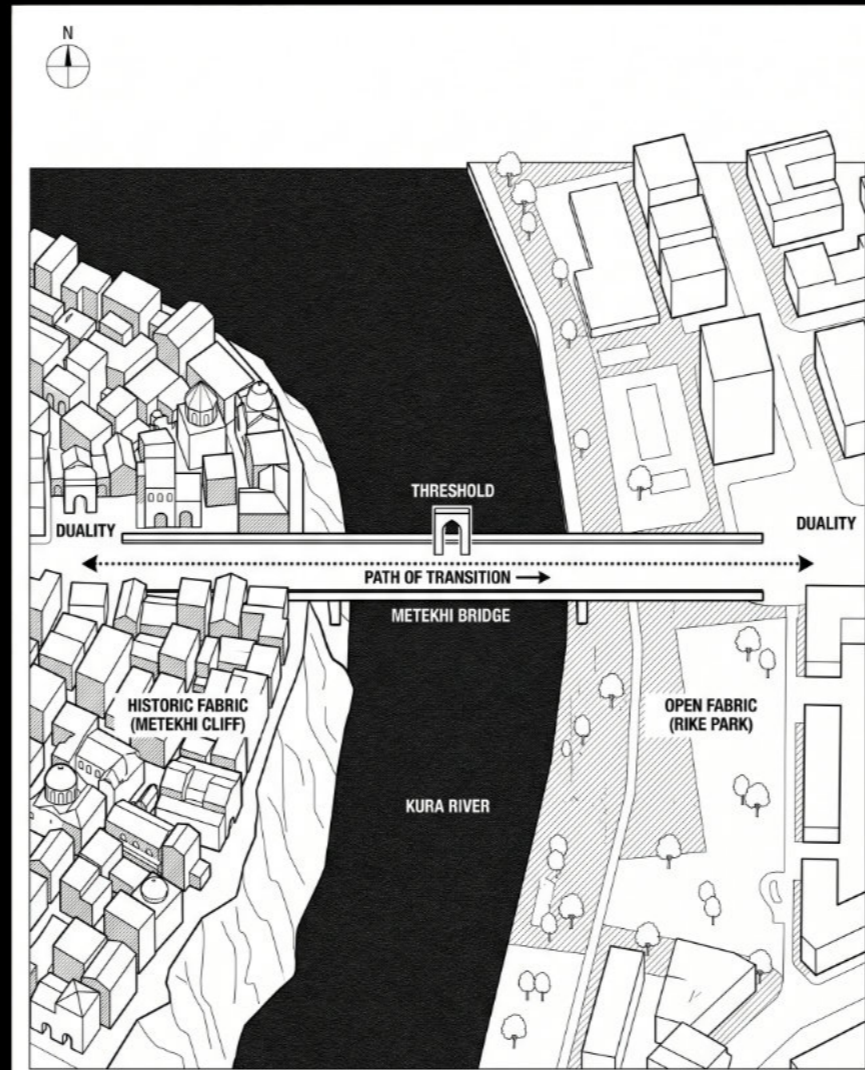 N
THRESHOLD
DUALITY
DUALITY
PATH OF TRANSITION
METEKHI BRIDGE
HISTORIC FABRIC
(METEKHI CLIFF)
OPEN FABRIC
(RIKE PARK)
KURA RIVER